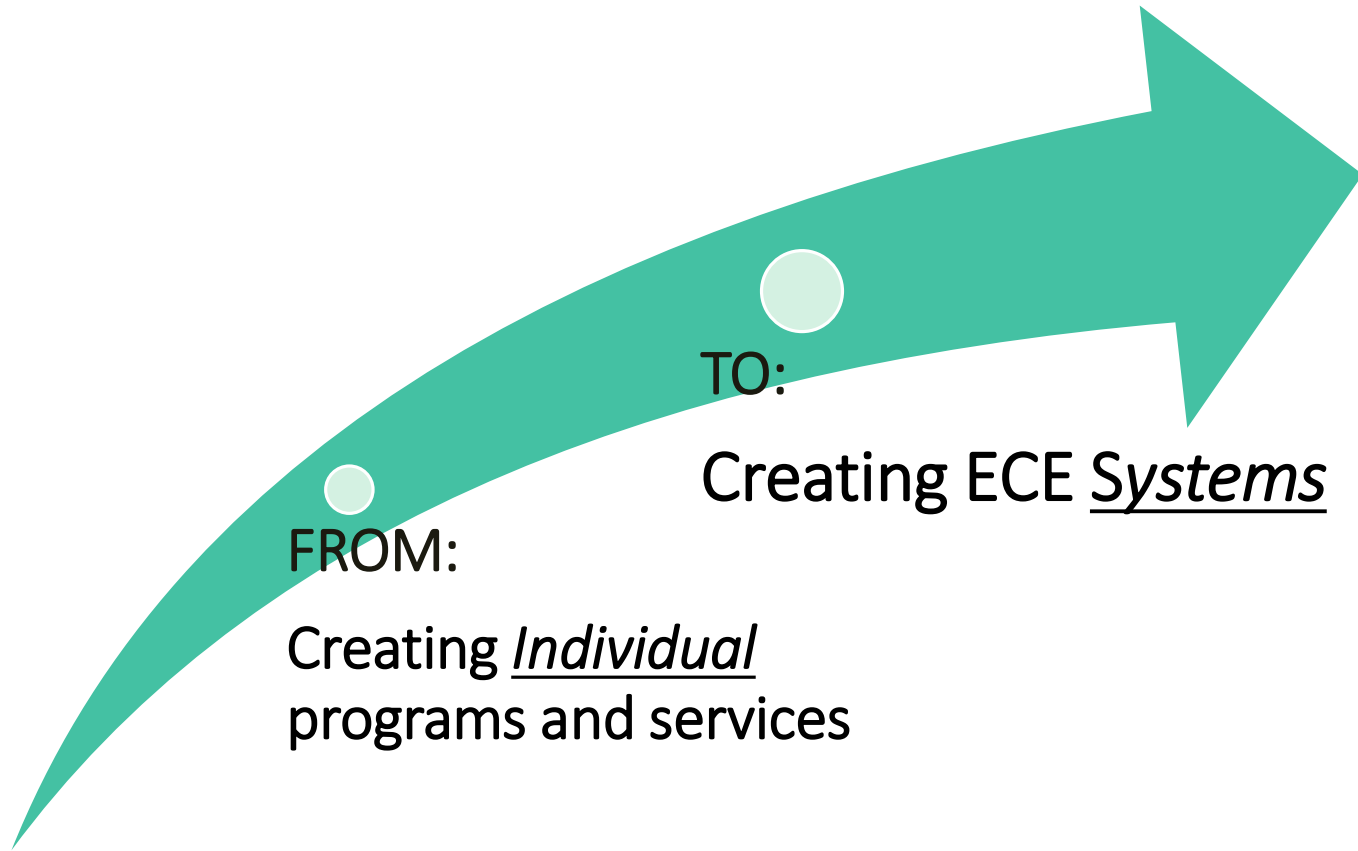 FROM:
Creating Individual
programs and services
TO:
Creating ECE Systems